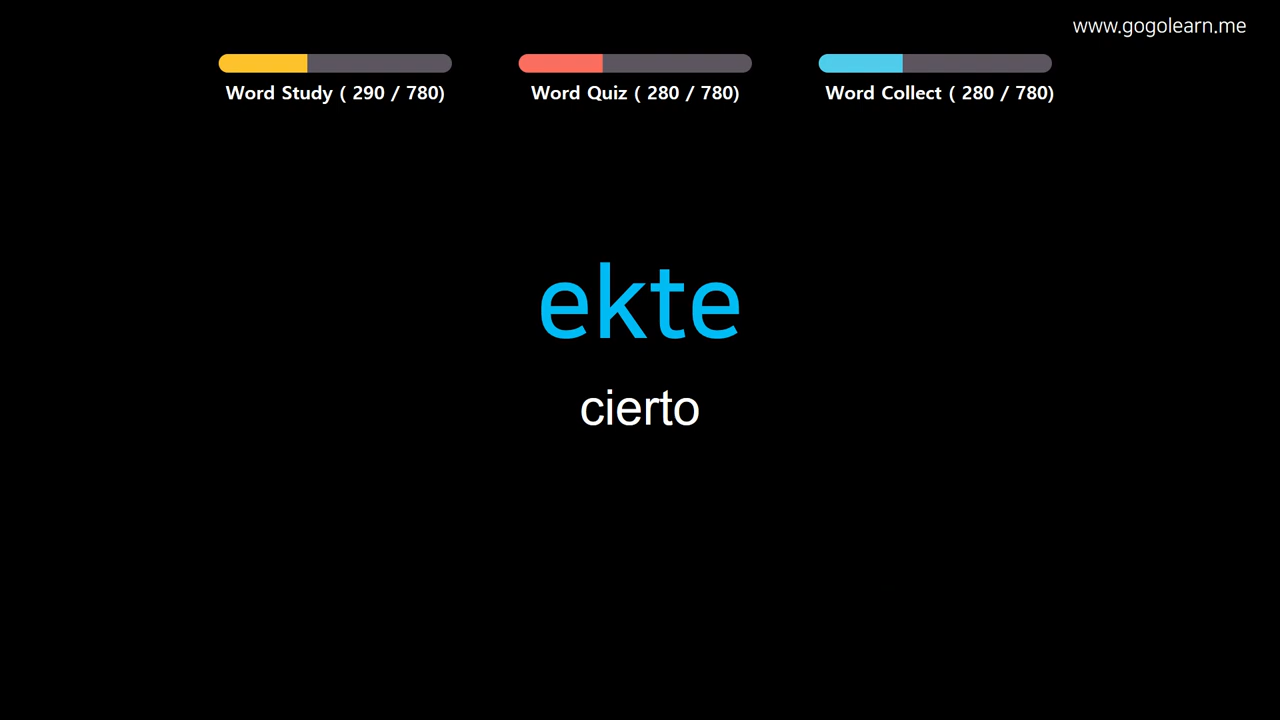 www.gogolearn.me
Word Study ( 290 / 780)
Word Quiz ( 280 / 780)
Word Collect ( 280 / 780)
ekte
cierto